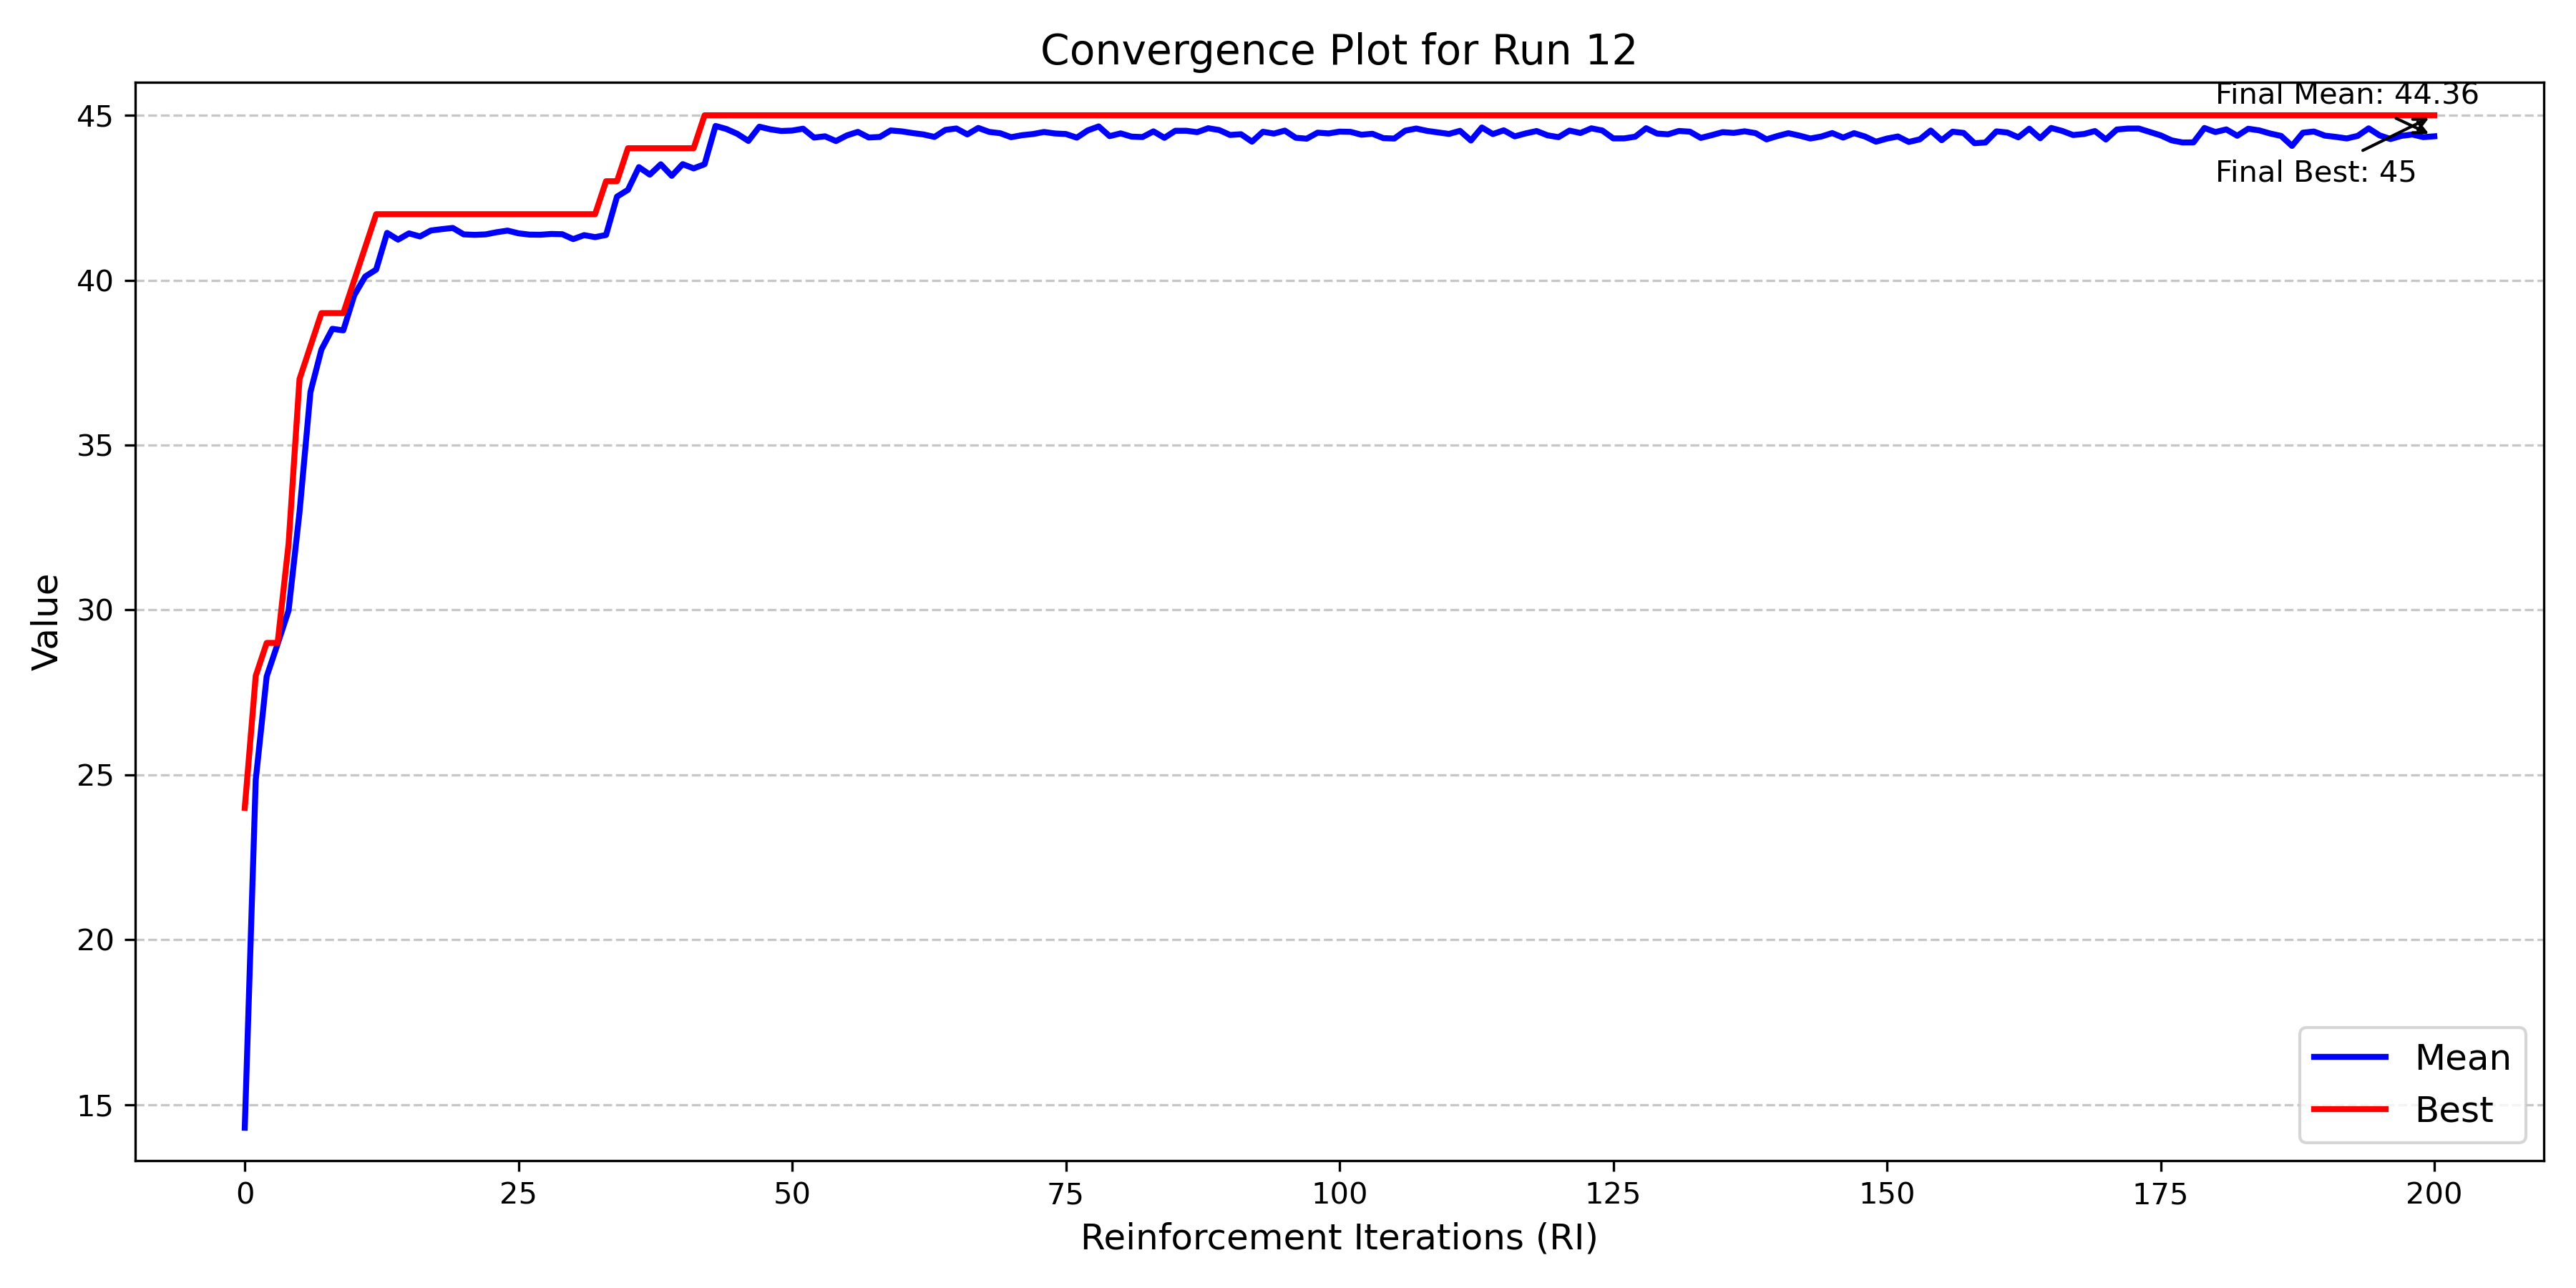 Convergence Plot for Run 12
Final Mean: 44.36
Final Best: 45
Value
45
40
35
30
25
20
15
0 25 50 75 100 125 150 175 200
Reinforcement Iterations (RI)
Mean
Best